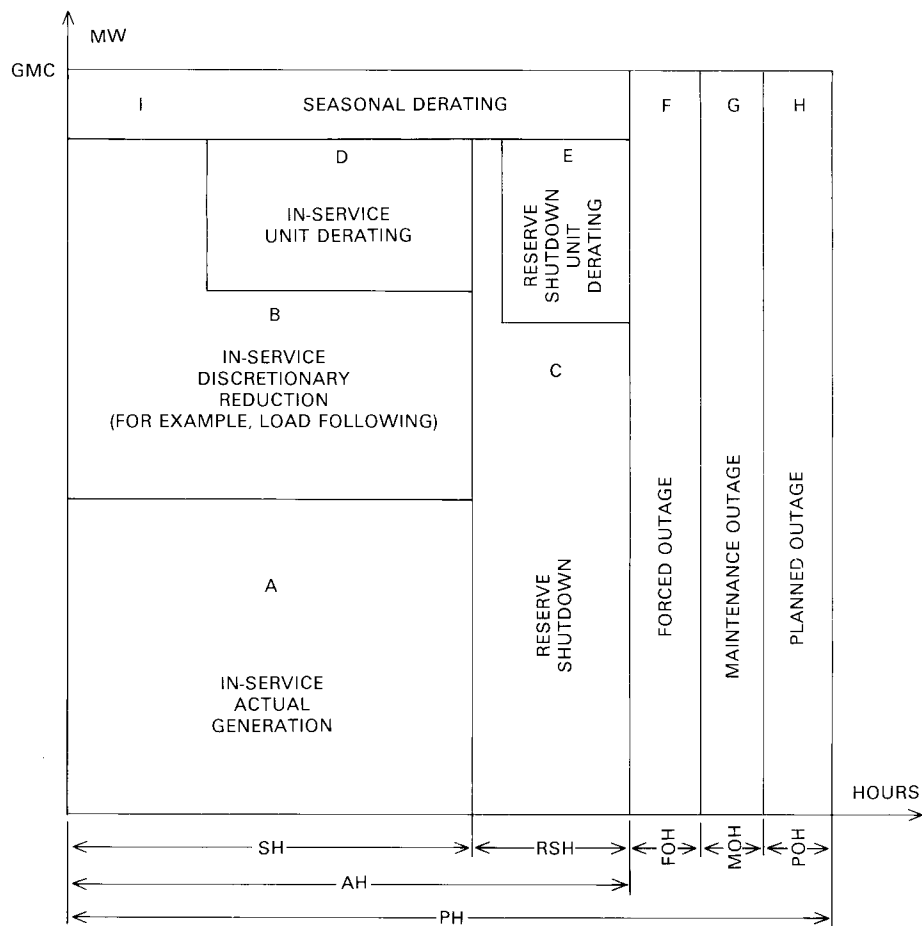 MW
GMC
I
SEASONAL DERATING
F
G
H
D
IN-SERVICE
UNIT DERATING
E
RESERVE
SHUTDOWN
UNIT
DERATING
B
IN-SERVICE
DISCRETIONARY
REDUCTION
(FOR EXAMPLE, LOAD FOLLOWING)
C
RESERVE
SHUTDOWN
FORCED OUTAGE
MAINTENANCE OUTAGE
PLANNED OUTAGE
A
IN-SERVICE
ACTUAL
GENERATION
HOURS
SH
RSH
FOH
MOH
POH
AH
PH